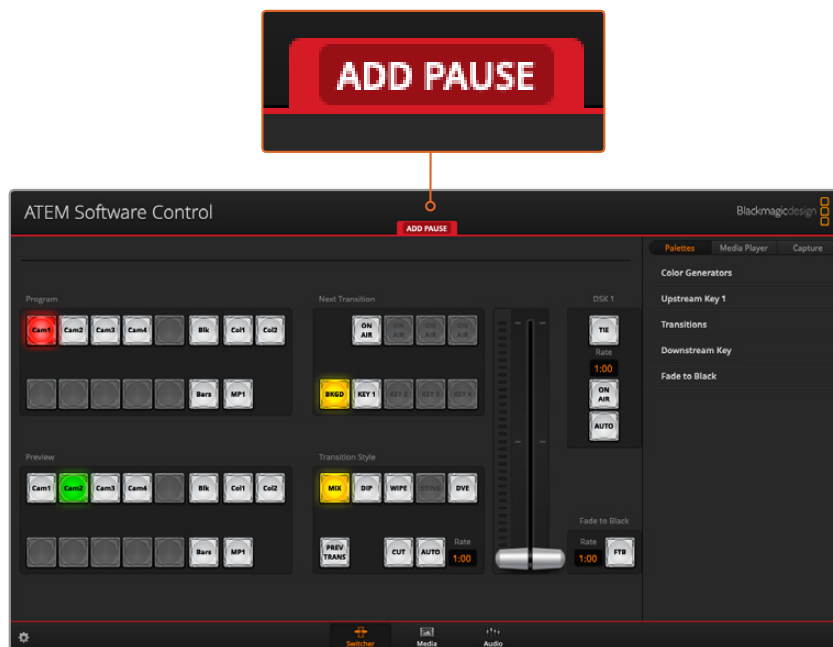 ADD PAUSE
ATEM Software Control
Blackmagicdesign
ADD PAUSE
Palettes Media Player Capture
Color Generators
Upstream Key 1
Transitions
Downstream Key
Fade to Black
Program
Cam1 Cam2 Cam3 Cam4 Blk Col1 Col2
Bars MP1
Next Transition
ON AIR ON AIR ON AIR ON AIR
BKGD KEY 1 KEY 2 KEY 3 KEY 4
DSK 1
TIE
Rate
1:00
ON
AIR
AUTO
Preview
Cam1 Cam2 Cam3 Cam4 Blk Col1 Col2
Bars MP1
Transition Style
MIX DIP WIPE STING DVE
PREV
TRANS
CUT AUTO
Rate
1:00
Fade to Black
Rate
1:00
FTB
Switcher Media Audio